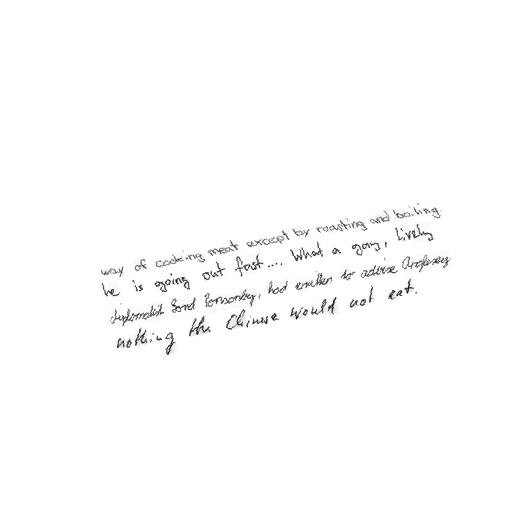 way of cooking meat except by roasting and boiling.
he is going out fast.... What a gay, lively
diplomatist Lord Ponsonby, had written to advise
nothing the Chinese would not eat.